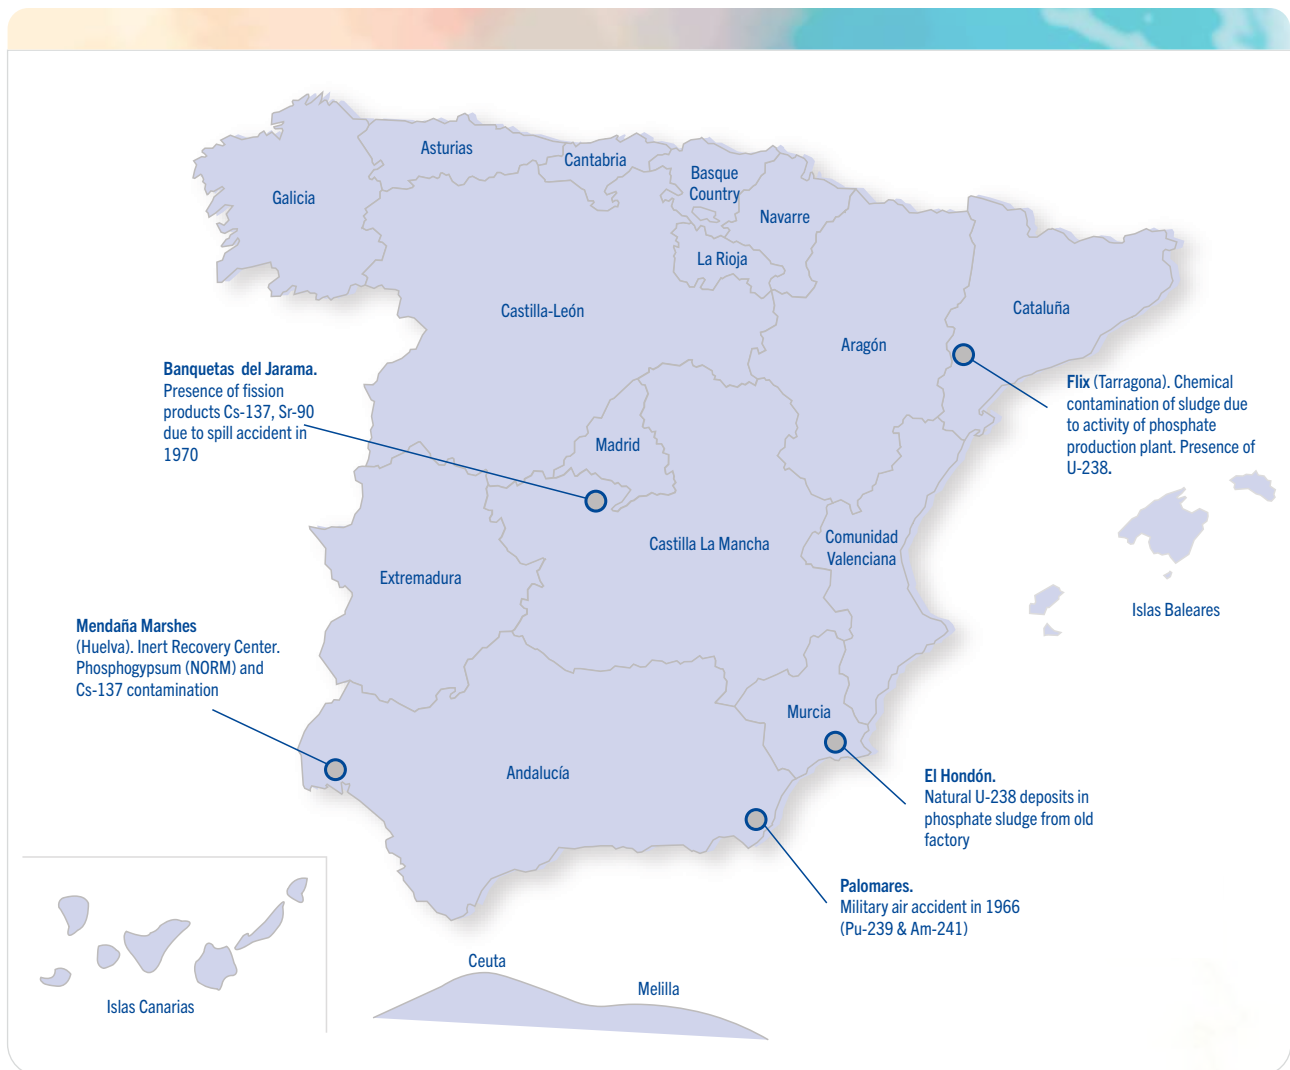 Asturias
Cantabria
Basque
Country
Galicia
Navarre
La Rioja
Castilla-León
Cataluña
Aragón
Banquetas del Jarama.
Presence of fission
products Cs-137, Sr-90
due to spill accident in
1970
Flix (Tarragona). Chemical
contamination of sludge due
to activity of phosphate
production plant. Presence of
U-238.
Madrid
Castilla La Mancha
Comunidad
Valenciana
Extremadura
Islas Baleares
Mendaña Marshes
(Huelva). Inert Recovery Center.
Phosphogypsum (NORM) and
Cs-137 contamination
Murcia
Andalucía
El Hondón.
Natural U-238 deposits in
phosphate sludge from old
factory
Palomares.
Military air accident in 1966
(Pu-239 & Am-241)
Ceuta
Melilla
Islas Canarias